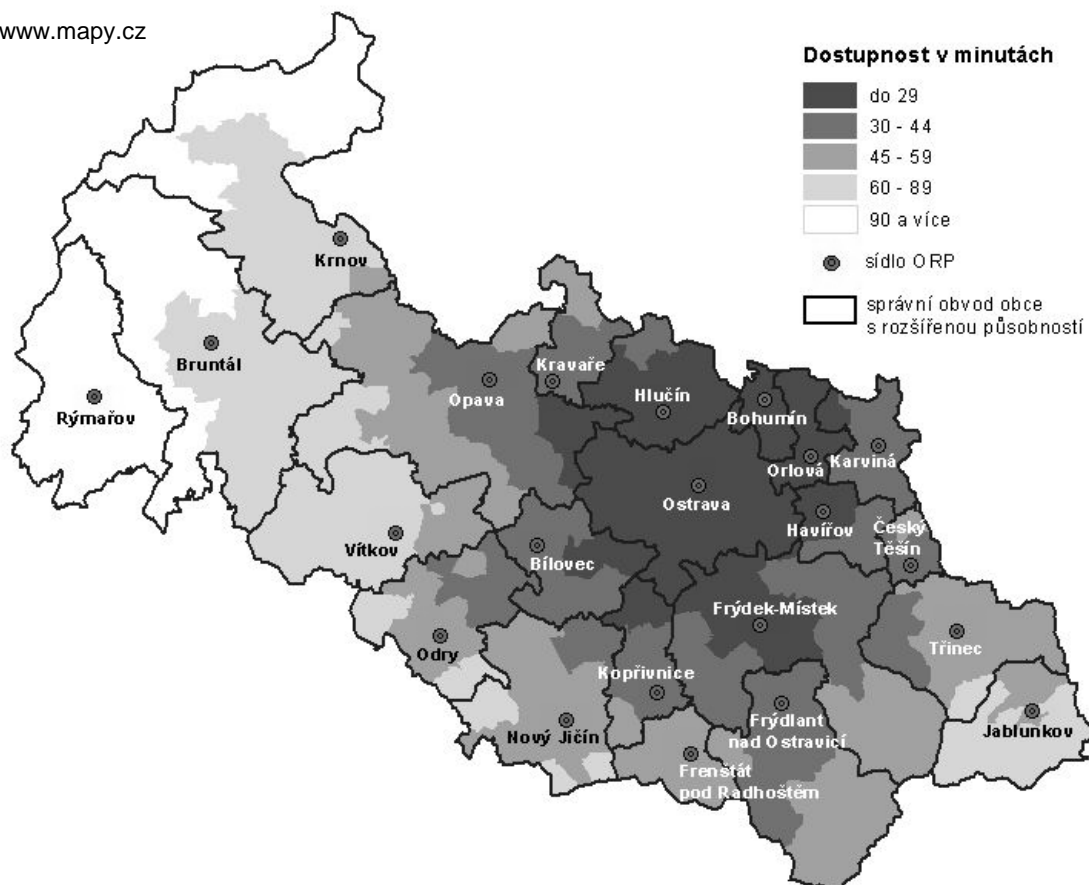 www.mapy.cz
Dostupnost v minutách
do 29
30 - 44
45 - 59
60 - 89
90 a více
sídlo ORP
správní obvod obce
s rozšířenou působností
Krnov
Bruntál
Rýmařov
Opava
Kravaře
Hlučín
Bohumín
Orlová
Karviná
Ostrava
Havířov
Český
Těšín
Vítkov
Bílovec
Frýdek-Místek
Odry
Třinec
Kopřivnice
Nový Jičín
Frýdlant
nad Ostravicí
Jablunkov
Frenštát
pod Radhoštěm